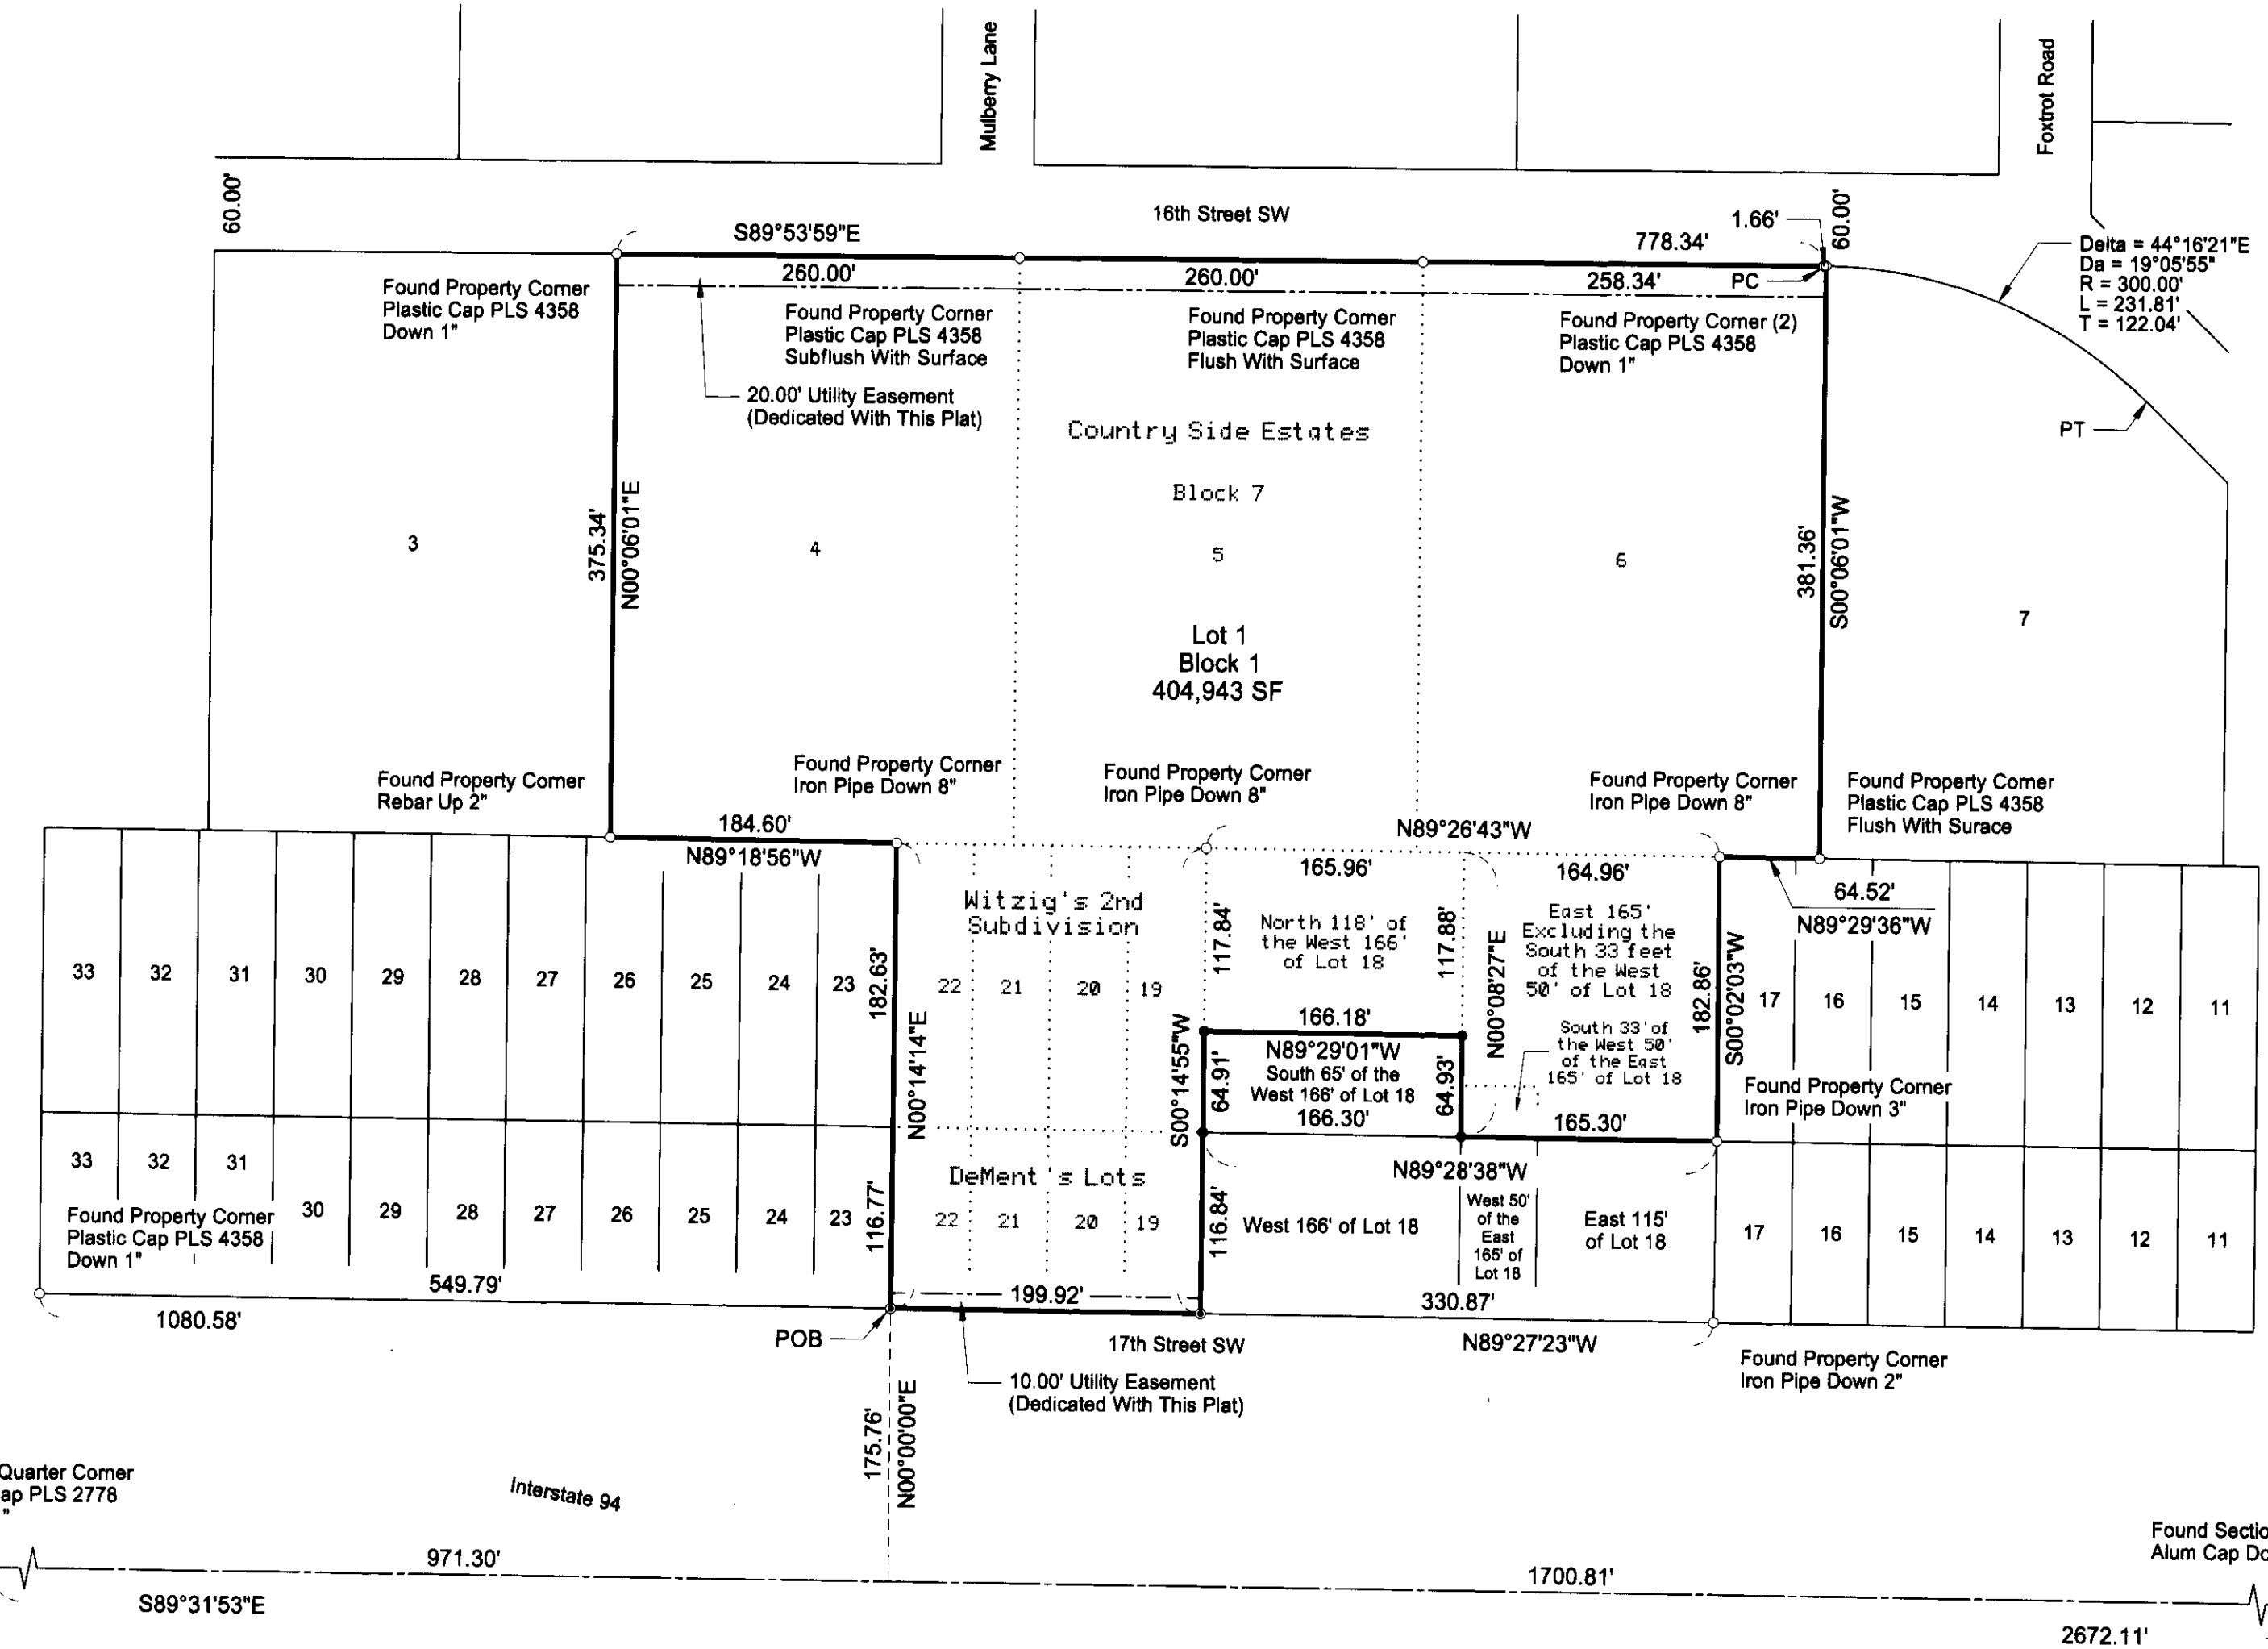 Mulberry Lane
Foxtrot Road
60.00'
16th Street SW
1.66'
60.00'
S89°53'59"E
778.34'
Delta = 44°16'21"E
Da = 19°05'55"
R = 300.00'
L = 231.81'
T = 122.04'
260.00'
260.00'
258.34'
PC
Found Property Corner
Plastic Cap PLS 4358
Down 1"
Found Property Corner
Plastic Cap PLS 4358
Subflush With Surface
Found Property Corner
Plastic Cap PLS 4358
Flush With Surface
Found Property Corner (2)
Plastic Cap PLS 4358
Down 1"
20.00' Utility Easement
(Dedicated With This Plat)
Country Side Estates
PT
Block 7
375.34'
N00°06'01"E
381.36'
S00°06'01"W
3
4
5
6
7
Lot 1
Block 1
404,943 SF
Found Property Corner
Rebar Up 2"
Found Property Corner
Iron Pipe Down 8"
Found Property Corner
Iron Pipe Down 8"
Found Property Corner
Iron Pipe Down 8"
Found Property Corner
Plastic Cap PLS 4358
Flush With Surace
184.60'
N89°18'56"W
N89°26'43"W
165.96'
164.96'
64.52'
N89°29'36"W
Witzig's 2nd
Subdivision
North 118' of
the West 166'
of Lot 18
East 165'
Excluding the
South 33 feet
of the West
50' of Lot 18
117.84'
117.88'
N00°08'27"E
182.63'
182.86'
S00°02'03"W
33
32
31
30
29
28
27
26
25
24
23
22
21
20
19
17
16
15
14
13
12
11
N00°14'14"E
S00°14'55"W
166.18'
N89°29'01"W
South 65' of the
West 166' of Lot 18
166.30'
64.91'
64.93'
South 33'of
the West 50'
of the East
165' of Lot 18
165.30'
Found Property Corner
Iron Pipe Down 3"
N89°28'38"W
DeMent's Lots
33
32
31
30
29
28
27
26
25
24
23
116.77'
22
21
20
19
116.84'
West 166' of Lot 18
West 50'
of the
East
165' of
Lot 18
East 115'
of Lot 18
17
16
15
14
13
12
11
Found Property Corner
Plastic Cap PLS 4358
Down 1"
549.79'
199.92'
330.87'
1080.58'
POB
17th Street SW
N89°27'23"W
10.00' Utility Easement
(Dedicated With This Plat)
Found Property Corner
Iron Pipe Down 2"
175.76'
N00°00'00"E
Quarter Corner
ap PLS 2778
"
Interstate 94
Found Sectio
Alum Cap Do
971.30'
1700.81'
S89°31'53"E
2672.11'